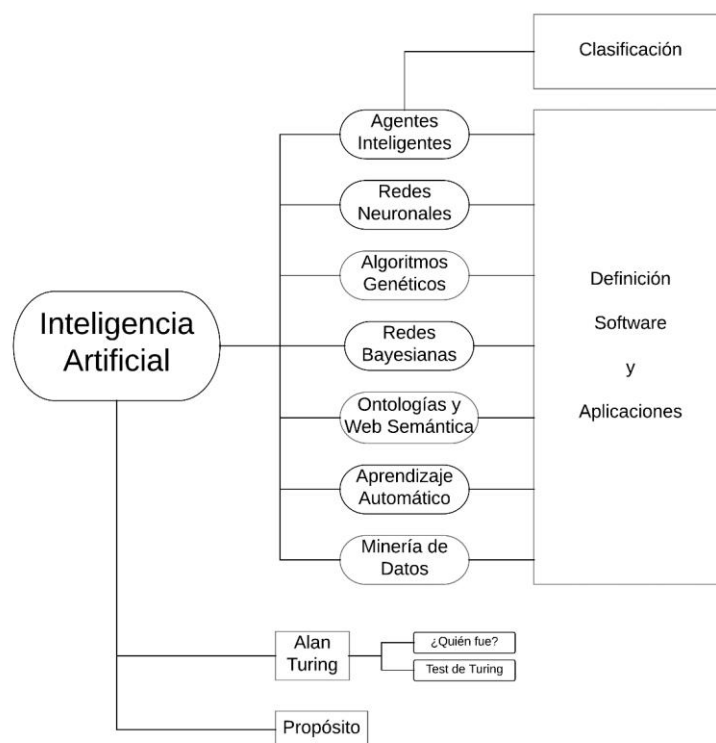 Clasificación
Agentes
Inteligentes
Redes
Neuronales
Algoritmos
Genéticos
Inteligencia
Artificial
Redes
Bayesianas
Ontologías y
Web Semántica
Aprendizaje
Automático
Minería de
Datos
Definición
Software
y
Aplicaciones
Alan
Turing
¿Quién fue?
Test de Turing
Propósito